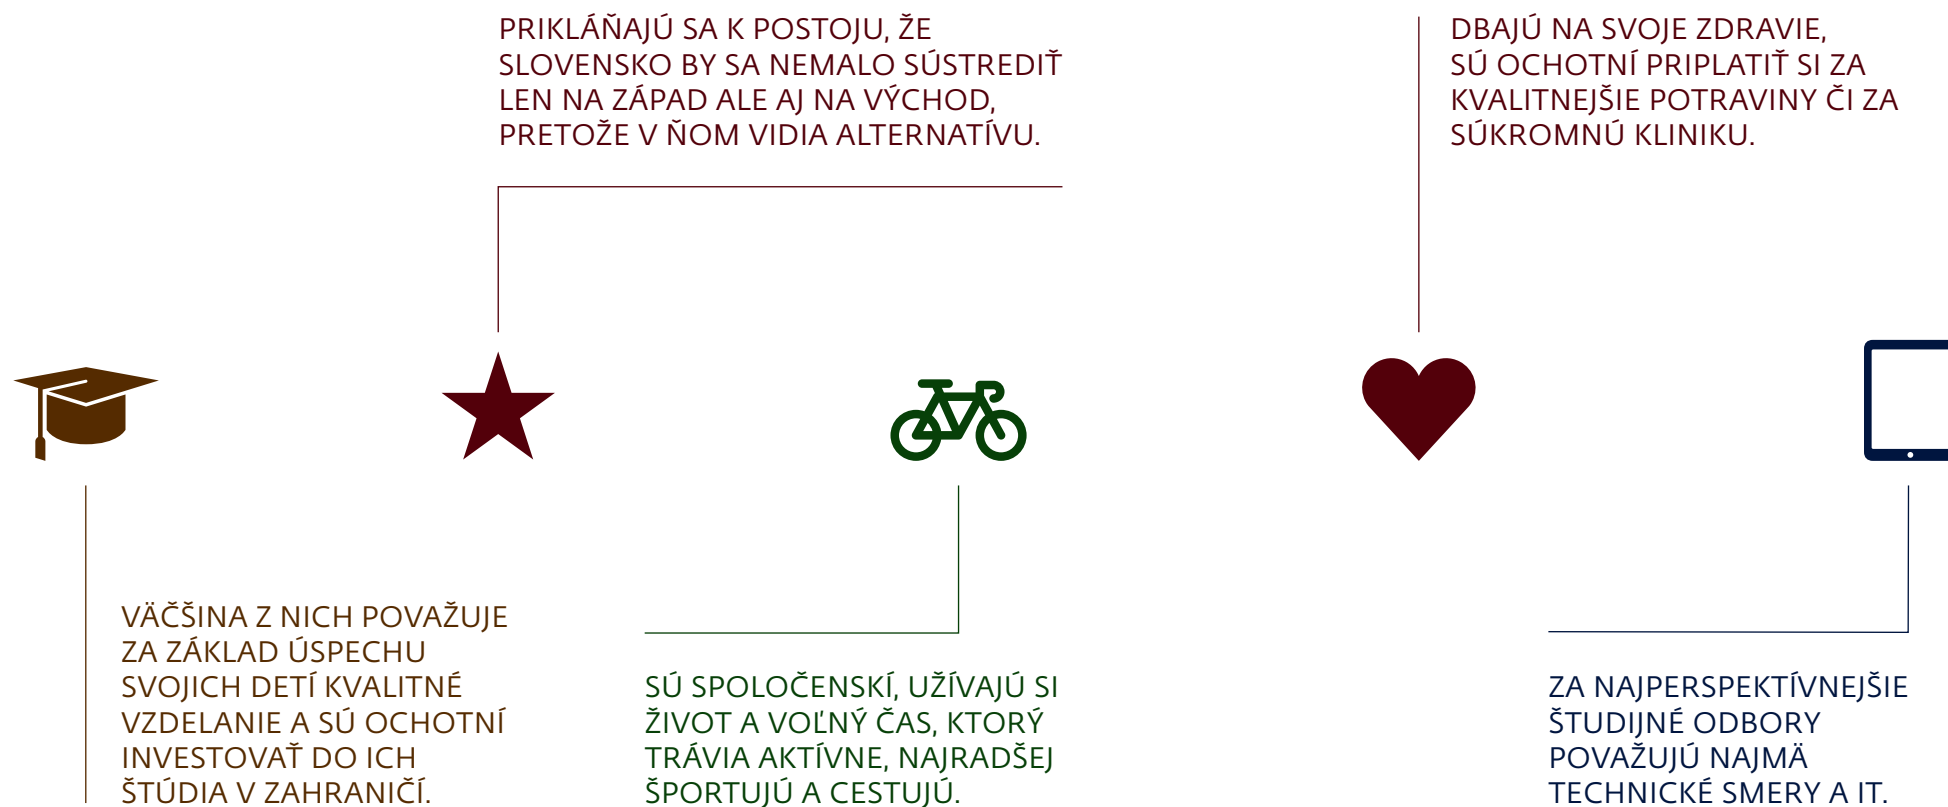 PRIKLÁŇAJÚ SA K POSTOJU, ŽE
SLOVENSKO BY SA NEMALO SÚSTREDIŤ
LEN NA ZÁPAD ALE AJ NA VÝCHOD,
PRETOŽE V ŇOM VIDIA ALTERNATÍVU.
DBAJÚ NA SVOJE ZDRAVIE,
SÚ OCHOTNÍ PRIPLATIŤ SI ZA
KVALITNEJŠIE POTRAVINY ČI ZA
SÚKROMNÚ KLINIKU.
VÄČŠINA Z NICH POVAŽUJE
ZA ZÁKLAD ÚSPECHU
SVOJICH DETÍ KVALITNÉ
VZDELANIE A SÚ OCHOTNÍ
INVESTOVAŤ DO ICH
ŠTÚDIA V ZAHRANIČÍ.
SÚ SPOLOČENSKÍ, UŽÍVAJÚ SI
ŽIVOT A VOĽNÝ ČAS, KTORÝ
TRÁVIA AKTÍVNE, NAJRADŠEJ
ŠPORTUJÚ A CESTUJÚ.
ZA NAJPERSPEKTÍVNEJŠIE
ŠTUDIJNÉ ODBORY
POVAŽUJÚ NAJMÄ
TECHNICKÉ SMERY A IT.